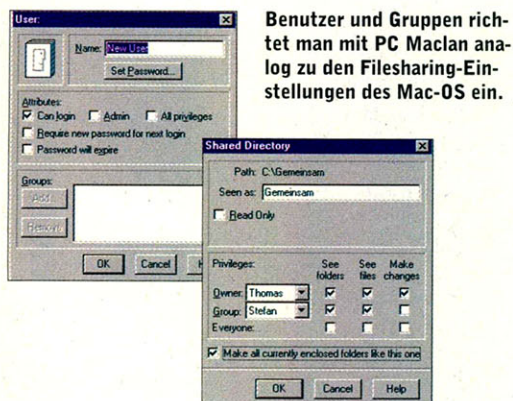 Benutzer und Gruppen rich-
tet man mit PC Maclan ana-
log zu den Filesharing-Ein-
stellungen des Mac-OS ein.
User:
Name: New User
Set Password...
Attributes:
Can login Admin All privileges
Require new password for next login
Password will expire
Groups:
Add...
Remove
OK Cancel
Shared Directory
Path: C:\Gemeinsam
Seen as: Gemeinsam
Read Only
Privileges: See folders See files Make changes
Owner: Thomas
Group: Stefan
Everyone:
Make all currently enclosed folders like this one
OK Cancel Help